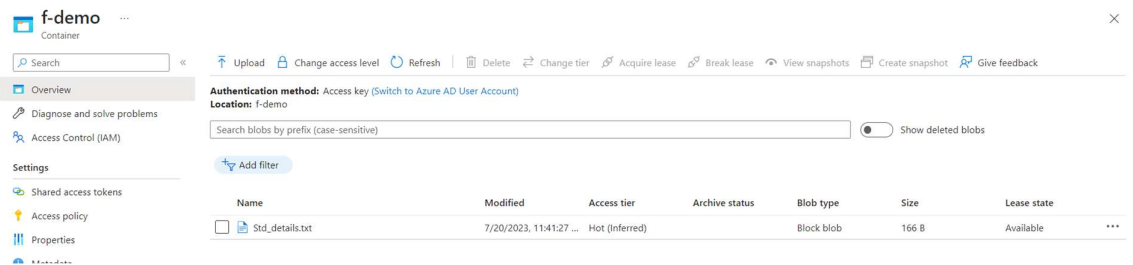 f-demo ...
Container
Search
«
Overview
Diagnose and solve problems
Access Control (IAM)
Settings
Shared access tokens
Access policy
Properties
Metadata
Upload Change access level Refresh Delete Change tier Acquire lease Break lease View snapshots Create snapshot Give feedback
Authentication method: Access key (Switch to Azure AD User Account)
Location: f-demo
Search blobs by prefix (case-sensitive)
Show deleted blobs
Add filter
Name Modified Access tier Archive status Blob type Size Lease state
Std_details.txt 7/20/2023, 11:41:27 ... Hot (Inferred) Block blob 166 B Available ...